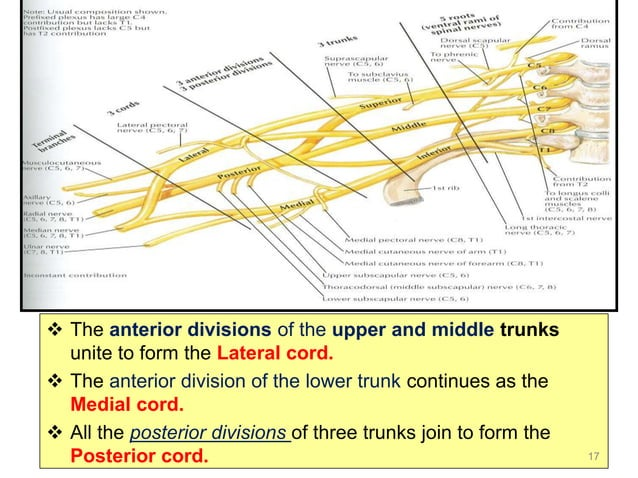 Note: Usual composition shown.
Prefixed plexus has large C4
contribution but lacks T1.
Postfixed plexus lacks C5 but
has T2 contribution
5 roots
(ventral rami of
spinal nerves)
Contribution
from C4
Dorsal
ramus
Dorsal scapular
nerve (C5)
To phrenic
nerve
3 trunks
Suprascapular
nerve (C5, 6)
To subclavius
muscle (C5, 6)
3 anterior divisions
3 posterior divisions
3 cords
Lateral pectoral
nerve (C5, 6, 7)
Terminal
branches
C5
C6
C7
C8
T1
Superior
Middle
Inferior
Lateral
Posterior
Medial
Musculocutaneous
nerve (C5, 6, 7)
Axillary
nerve (C5, 6)
Radial nerve
(C5, 6, 7, 8, T1)
Median nerve
(C5, 6, 7, 8, T1)
Ulnar nerve
(C7, 8, T1)
Inconstant contribution
1st rib
Contribution
from T2
To longus colli
and scalene
muscles
(C5, 6, 7, 8)
1st intercostal nerve
Long thoracic
nerve (C5, 6, 7)
Medial pectoral nerve (C8, T1)
Medial cutaneous nerve of arm (T1)
Medial cutaneous nerve of forearm (C8, T1)
Upper subscapular nerve (C5, 6)
Thoracodorsal (middle subscapular) nerve (C6, 7, 8)
Lower subscapular nerve (C5, 6)
❖ The anterior divisions of the upper and middle trunks
unite to form the Lateral cord.
❖ The anterior division of the lower trunk continues as the
Medial cord.
❖ All the posterior divisions of three trunks join to form the
Posterior cord.
17